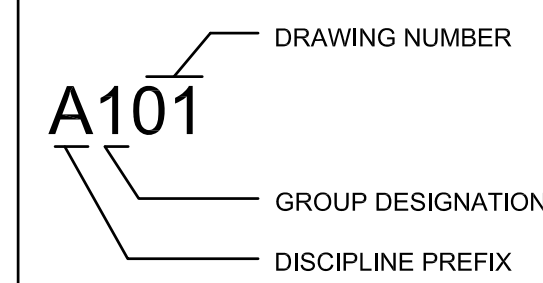 DRAWING NUMBER
A101
GROUP DESIGNATION
DISCIPLINE PREFIX